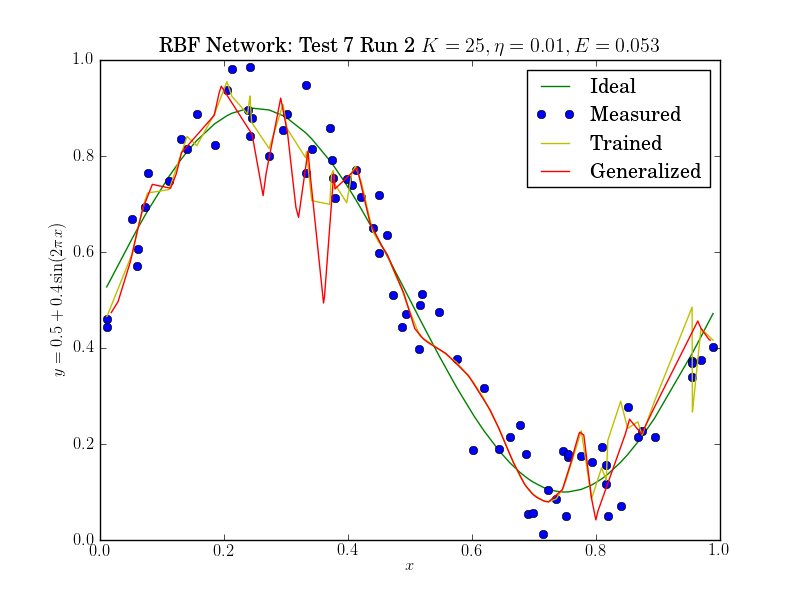 RBF Network: Test 7 Run 2 K = 25, η = 0.01, E = 0.053
Ideal
Measured
Trained
Generalized
y = 0.5 + 0.4 sin(2πx)
1.0
0.8
0.6
0.4
0.2
0.0
0.0 0.2 0.4 0.6 0.8 1.0
x